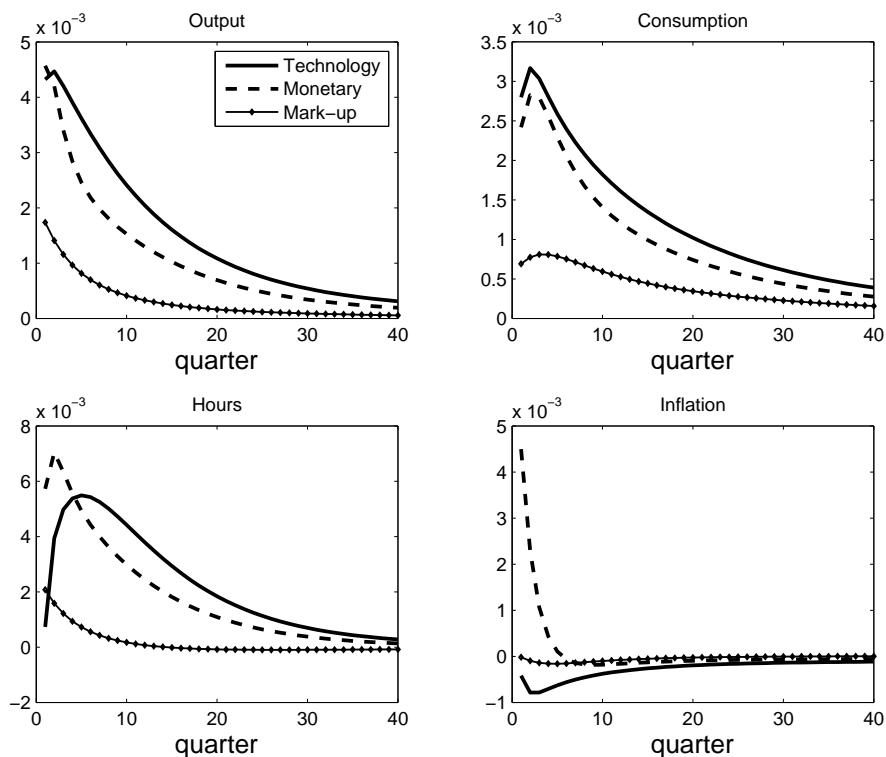 Output
x 10−3
5
4
3
2
1
0
0 10 20 30 40
quarter
Technology
Monetary
Mark−up
Consumption
x 10−3
3.5
3
2.5
2
1.5
1
0.5
0
0 10 20 30 40
quarter
Hours
x 10−3
8
6
4
2
0
−2
0 10 20 30 40
quarter
Inflation
x 10−3
5
4
3
2
1
0
−1
0 10 20 30 40
quarter